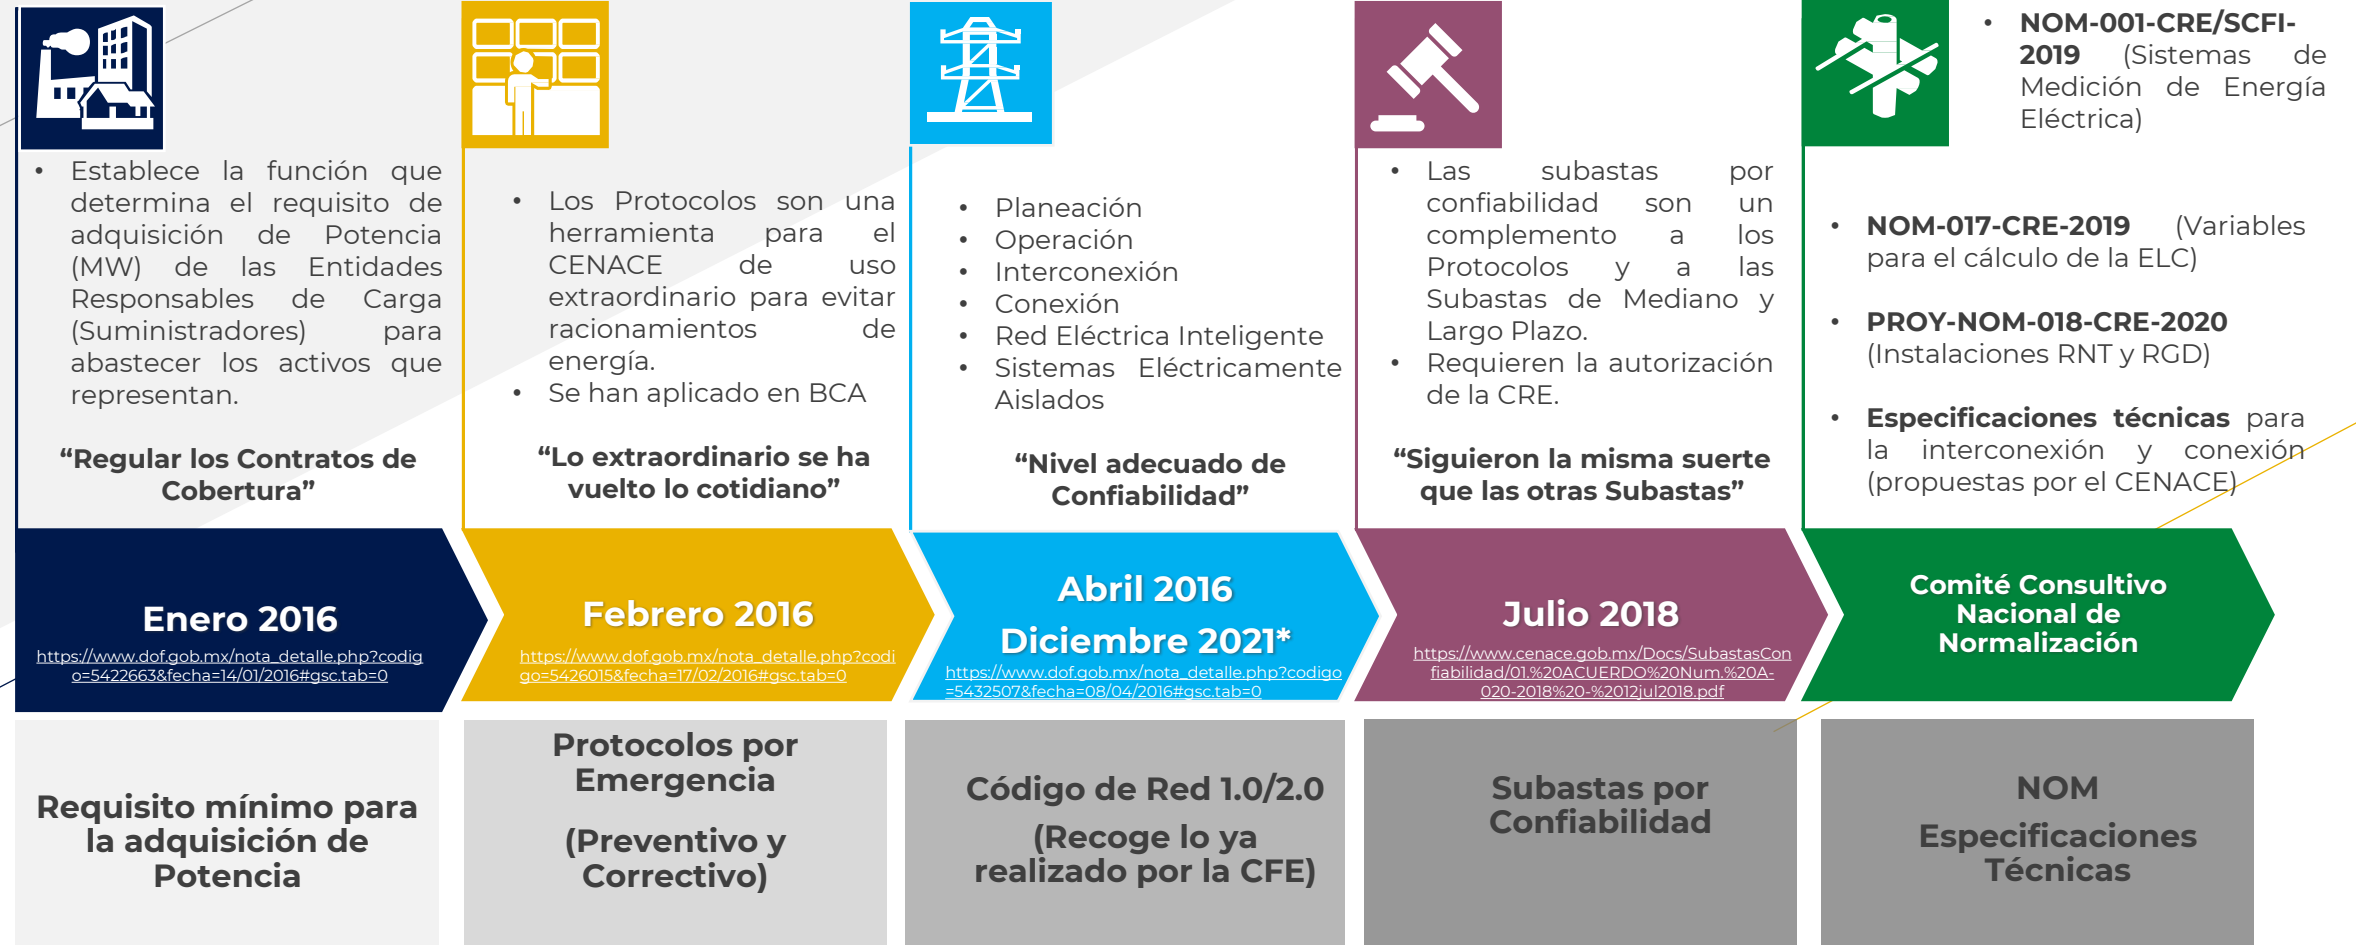 • Establece la función que
determina el requisito de
adquisición de Potencia
(MW) de las Entidades
Responsables de Carga
(Suministradores) para
abastecer los activos que
representan.
“Regular los Contratos de
Cobertura”
Enero 2016
https://www.dof.gob.mx/nota_detalle.php?codig
o=5422663&fecha=14/01/2016#gsc.tab=0
Requisito mínimo para
la adquisición de
Potencia
• Los Protocolos son una
herramienta para el
CENACE de uso
extraordinario para evitar
racionamientos de
energía.
• Se han aplicado en BCA
“Lo extraordinario se ha
vuelto lo cotidiano”
Febrero 2016
https://www.dof.gob.mx/nota_detalle.php?codi
go=5426015&fecha=17/02/2016#gsc.tab=0
Protocolos por
Emergencia
(Preventivo y
Correctivo)
• Planeación
• Operación
• Interconexión
• Conexión
• Red Eléctrica Inteligente
• Sistemas Eléctricamente
Aislados
“Nivel adecuado de
Confiabilidad”
Abril 2016
Diciembre 2021*
https://www.dof.gob.mx/nota_detalle.php?codigo
=5432507&fecha=08/04/2016#gsc.tab=0
Código de Red 1.0/2.0
(Recoge lo ya
realizado por la CFE)
• Las subastas por
confiabilidad son un
complemento a los
Protocolos y a las
Subastas de Mediano y
Largo Plazo.
• Requieren la autorización
de la CRE.
“Siguieron la misma suerte
que las otras Subastas”
Julio 2018
https://www.cenace.gob.mx/Docs/SubastasCon
fiabilidad/01.%20ACUERDO%20Num.%20A-
020-2018%20-%2012jul2018.pdf
Subastas por
Confiabilidad
• NOM-001-CRE/SCFI-
2019 (Sistemas de
Medición de Energía
Eléctrica)
• NOM-017-CRE-2019 (Variables
para el cálculo de la ELC)
• PROY-NOM-018-CRE-2020
(Instalaciones RNT y RGD)
• Especificaciones técnicas para
la interconexión y conexión
(propuestas por el CENACE)
Comité Consultivo
Nacional de
Normalización
NOM
Especificaciones
Técnicas